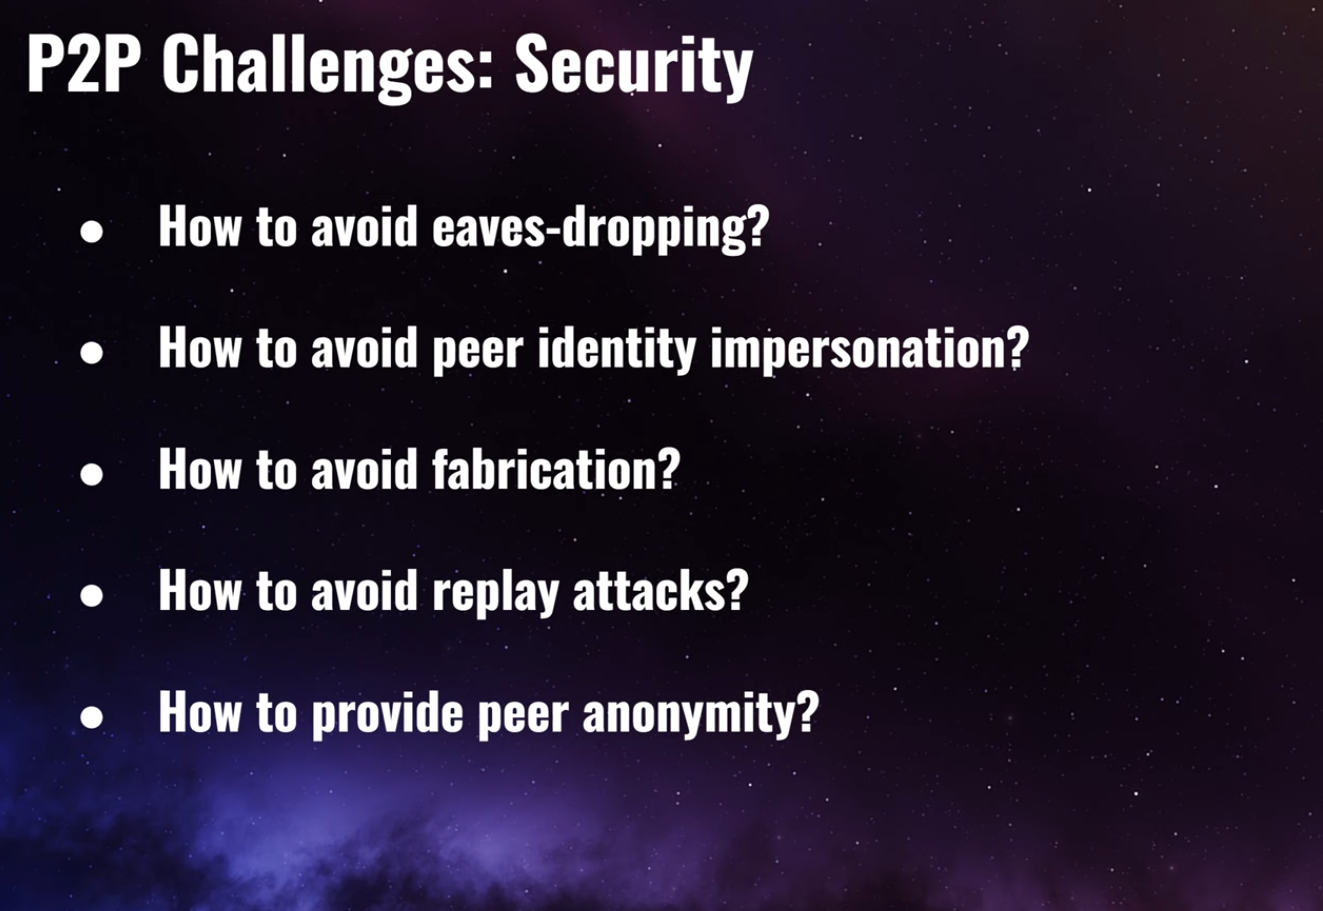 P2P Challenges: Security
● How to avoid eaves-dropping?
● How to avoid peer identity impersonation?
● How to avoid fabrication?
● How to avoid replay attacks?
● How to provide peer anonymity?